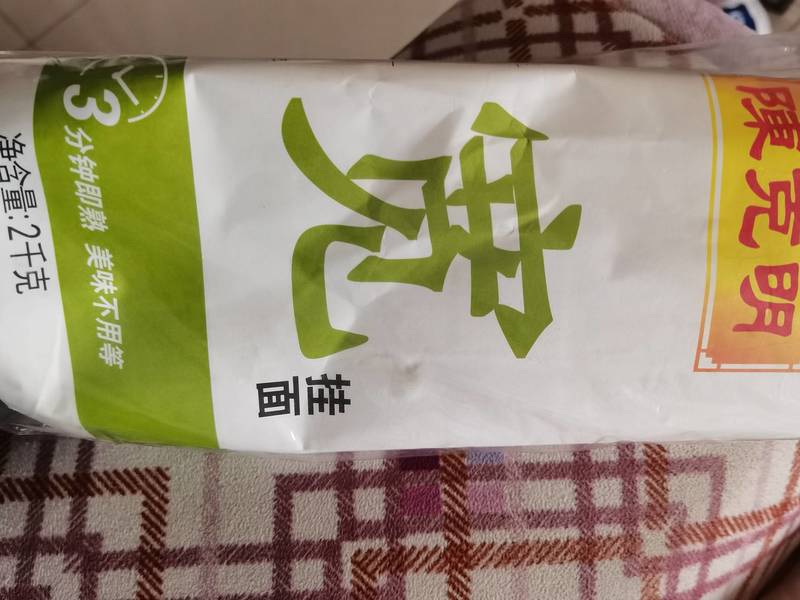 陳克明
宽
挂面
3分钟即熟 美味不用等
净含量:2千克